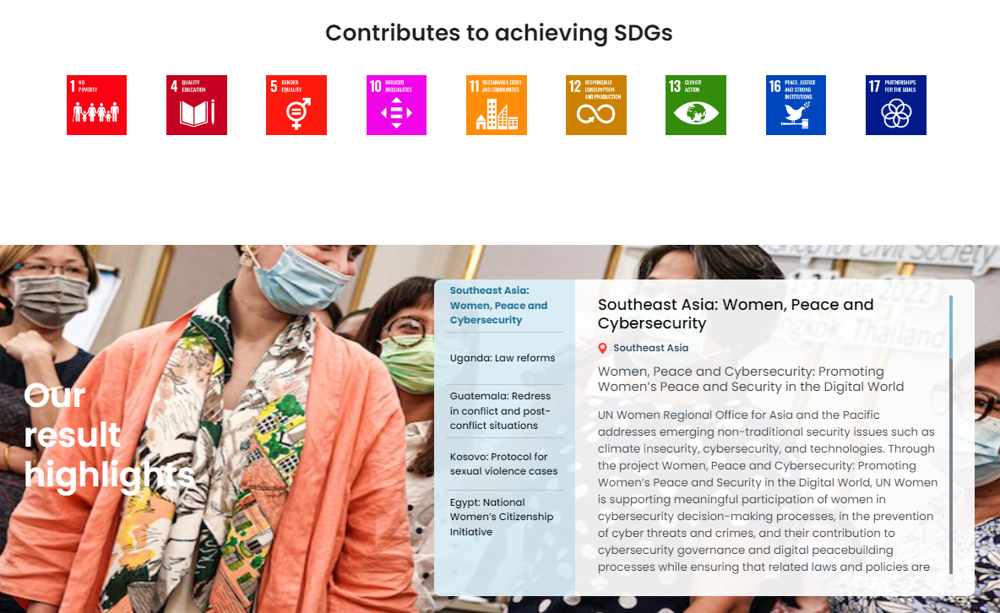 Contributes to achieving SDGs
1 NO
POVERTY
4 QUALITY
EDUCATION
5 GENDER
EQUALITY
10 REDUCED
INEQUALITIES
11 SUSTAINABLE CITIES
AND COMMUNITIES
12 RESPONSIBLE
CONSUMPTION
AND PRODUCTION
13 CLIMATE
ACTION
16 PEACE, JUSTICE
AND STRONG
INSTITUTIONS
17 PARTNERSHIPS
FOR THE GOALS
for Civil Society
2022
Thailand
Our
result
highlights
Southeast Asia:
Women, Peace and
Cybersecurity
Uganda: Law reforms
Guatemala: Redress
in conflict and post-
conflict situations
Kosovo: Protocol for
sexual violence cases
Egypt: National
Women’s Citizenship
Initiative
Southeast Asia: Women, Peace and
Cybersecurity
Southeast Asia
Women, Peace and Cybersecurity: Promoting
Women’s Peace and Security in the Digital World
UN Women Regional Office for Asia and the Pacific
addresses emerging non-traditional security issues such as
climate insecurity, cybersecurity, and technologies. Through
the project Women, Peace and Cybersecurity: Promoting
Women’s Peace and Security in the Digital World, UN Women
is supporting meaningful participation of women in
cybersecurity decision-making processes, in the prevention
of cyber threats and crimes, and their contribution to
cybersecurity governance and digital peacebuilding
processes while ensuring that related laws and policies are